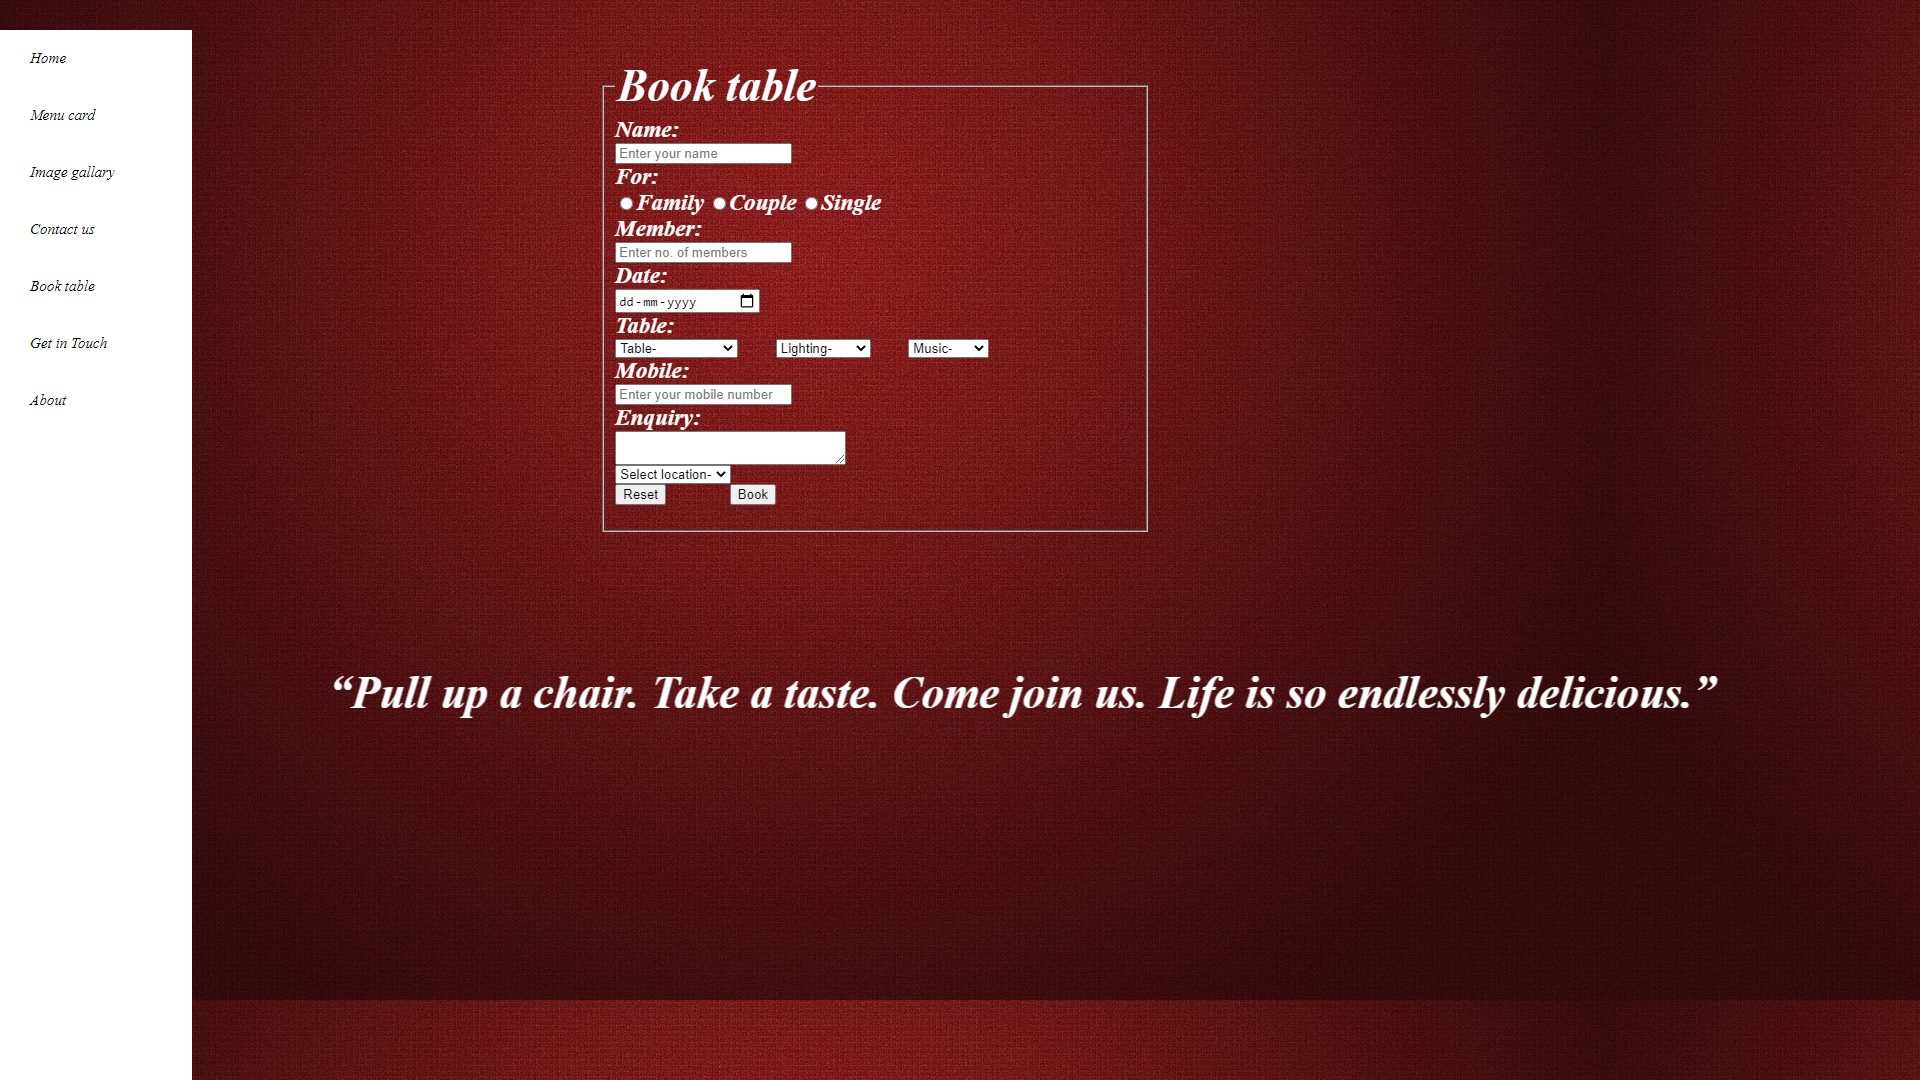 Home
Menu card
Image gallary
Contact us
Book table
Get in Touch
About
Book table
Name:
Enter your name
For:
Family Couple Single
Member:
Enter no. of members
Date:
dd-mm-yyyy
Table:
Table- Lighting- Music-
Mobile:
Enter your mobile number
Enquiry:
Select location-
Reset Book
“Pull up a chair. Take a taste. Come join us. Life is so endlessly delicious.”